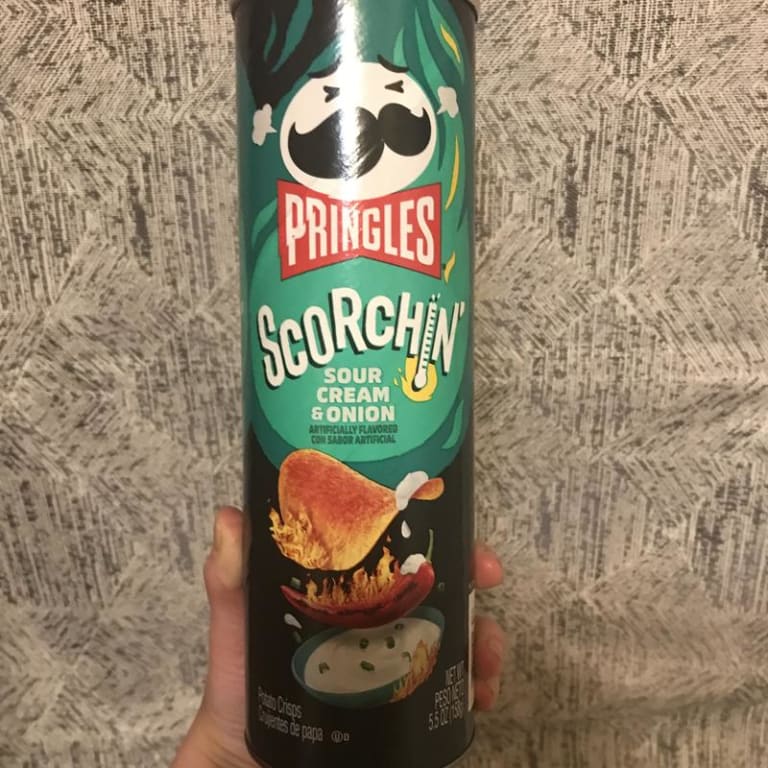 PRINGLES
SCORCHIN'
SOUR
CREAM
& ONION
ARTIFICIALLY FLAVORED
CON SABOR ARTIFICIAL
Potato Crisps
Crujientes de papa
NET WT
PESO NETO
5.5 OZ (158g)